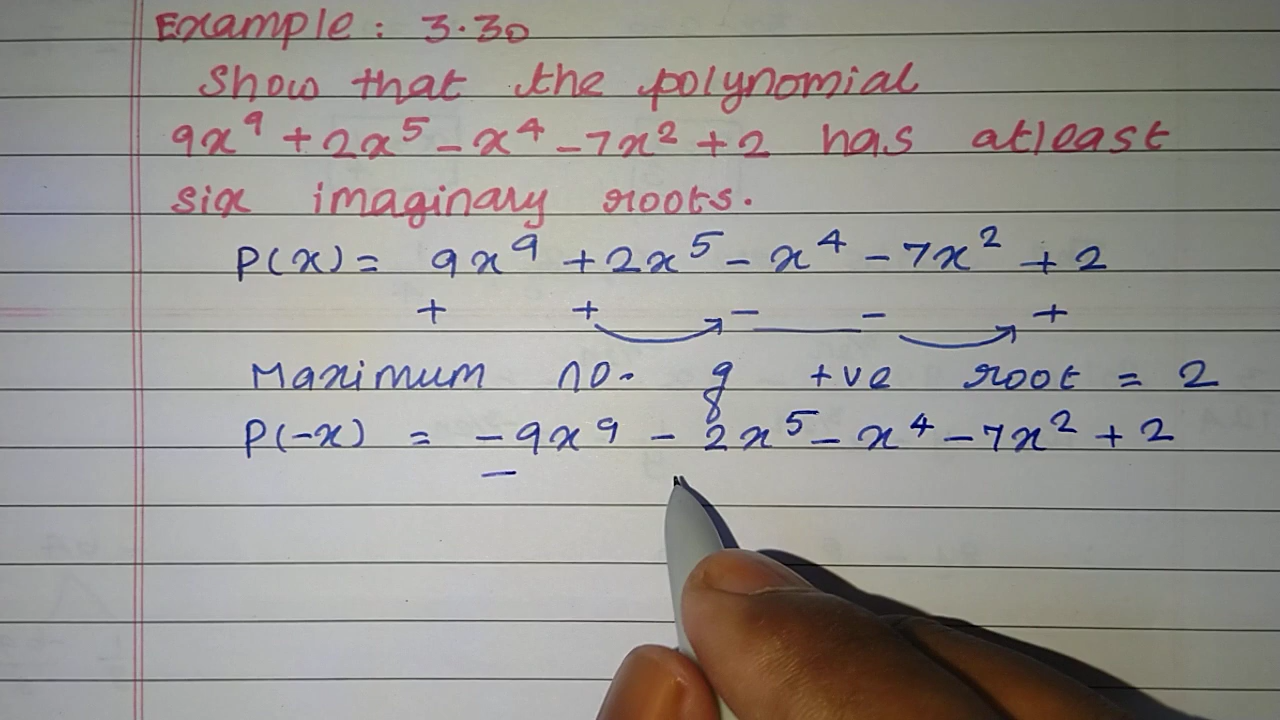 Example: 3.30
Show that the polynomial
9x⁹ + 2x⁵ - x⁴ - 7x² + 2 has atleast
six imaginary roots.
P(x) = 9x⁹ + 2x⁵ - x⁴ - 7x² + 2
+ + - - +
Maximum no. of +ve root = 2
P(-x) = -9x⁹ - 2x⁵ - x⁴ - 7x² + 2
-